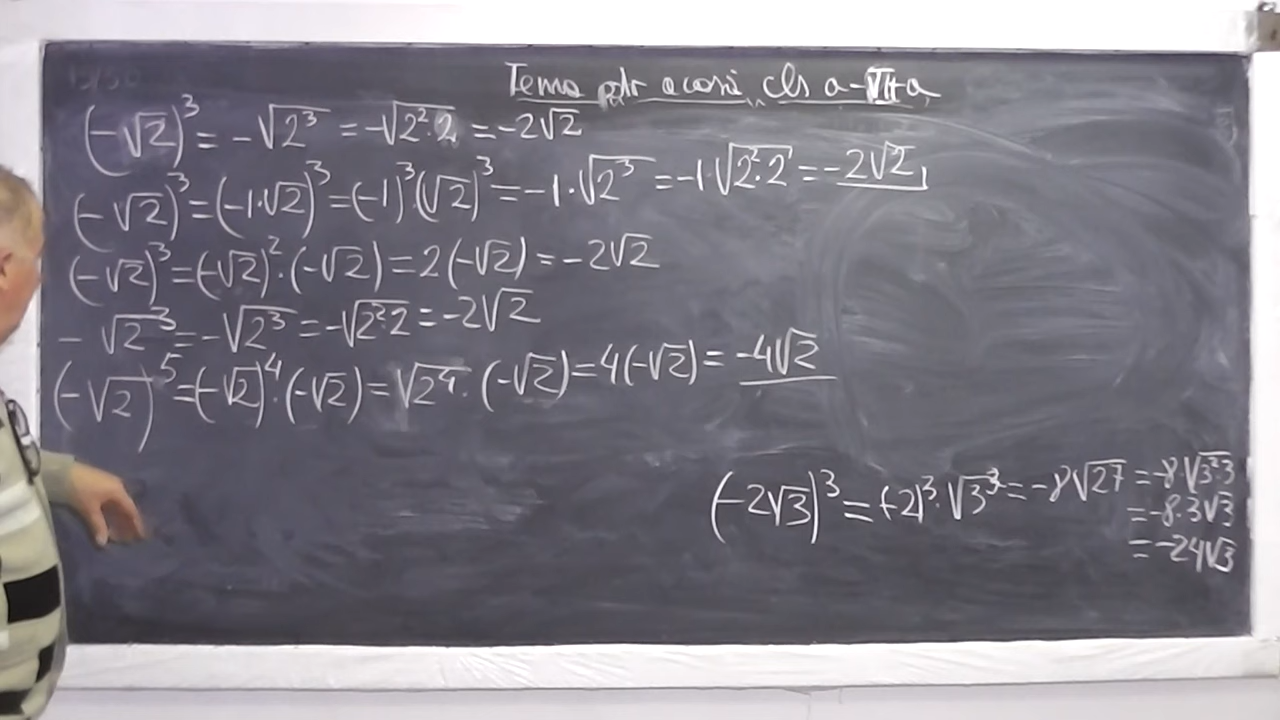 Tema ptr acasă cls a-VII-a
(-√2)³ = -√2³ = -√2²·2 = -2√2
(-√2)³ = (-1·√2)³ = (-1)³·(√2)³ = -1·√2³ = -1·√2²·2 = -2√2
(-√2)³ = (-√2)²·(-√2) = 2(-√2) = -2√2
-√2³ = -√2³ = -√2²·2 = -2√2
(-√2)⁵ = (-√2)⁴·(-√2) = √2⁴·(-√2) = 4(-√2) = -4√2
(-2√3)³ = (-2)³·√3³ = -8√27 = -8·√3²·3
= -8·3√3
= -24√3